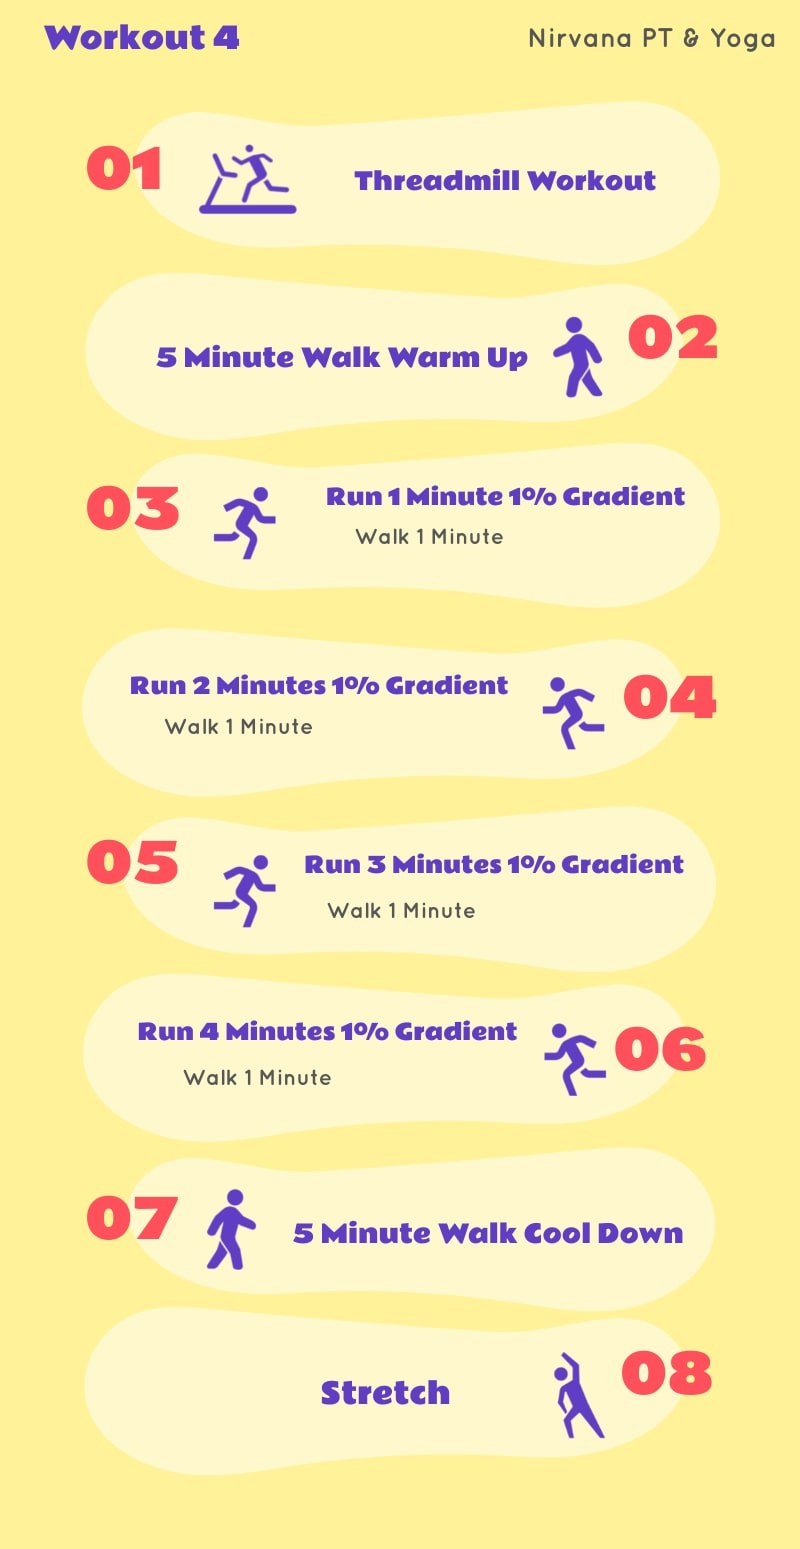 Workout 4
Nirvana PT & Yoga
01
Threadmill Workout
5 Minute Walk Warm Up
02
03
Run 1 Minute 1% Gradient
Walk 1 Minute
Run 2 Minutes 1% Gradient
Walk 1 Minute
04
05
Run 3 Minutes 1% Gradient
Walk 1 Minute
Run 4 Minutes 1% Gradient
Walk 1 Minute
06
07
5 Minute Walk Cool Down
Stretch
08